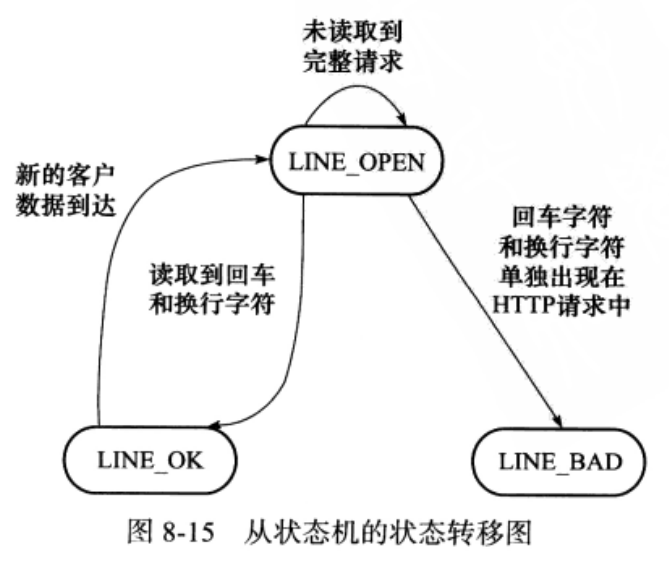 未读取到
完整请求
LINE_OPEN
新的客户
数据到达
读取到回车
和换行字符
回车字符
和换行字符
单独出现在
HTTP请求中
LINE_OK
LINE_BAD
图 8-15 从状态机的状态转移图